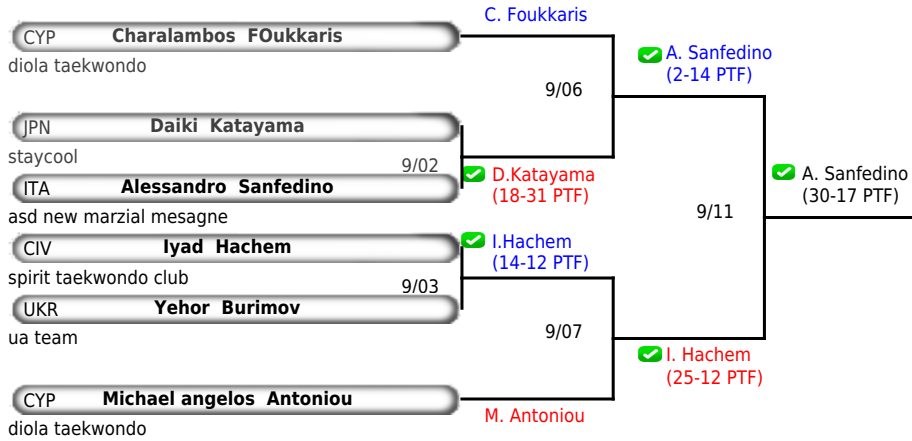 C. Foukkaris
CYP Charalambos FOukkaris
diola taekwondo
A. Sanfedino
(2-14 PTF)
9/06
JPN Daiki Katayama
staycool
9/02
D.Katayama
(18-31 PTF)
ITA Alessandro Sanfedino
asd new marzial mesagne
A. Sanfedino
(30-17 PTF)
9/11
CIV Iyad Hachem
spirit taekwondo club
I.Hachem
(14-12 PTF)
9/03
UKR Yehor Burimov
ua team
9/07
I. Hachem
(25-12 PTF)
CYP Michael angelos Antoniou
diola taekwondo
M. Antoniou